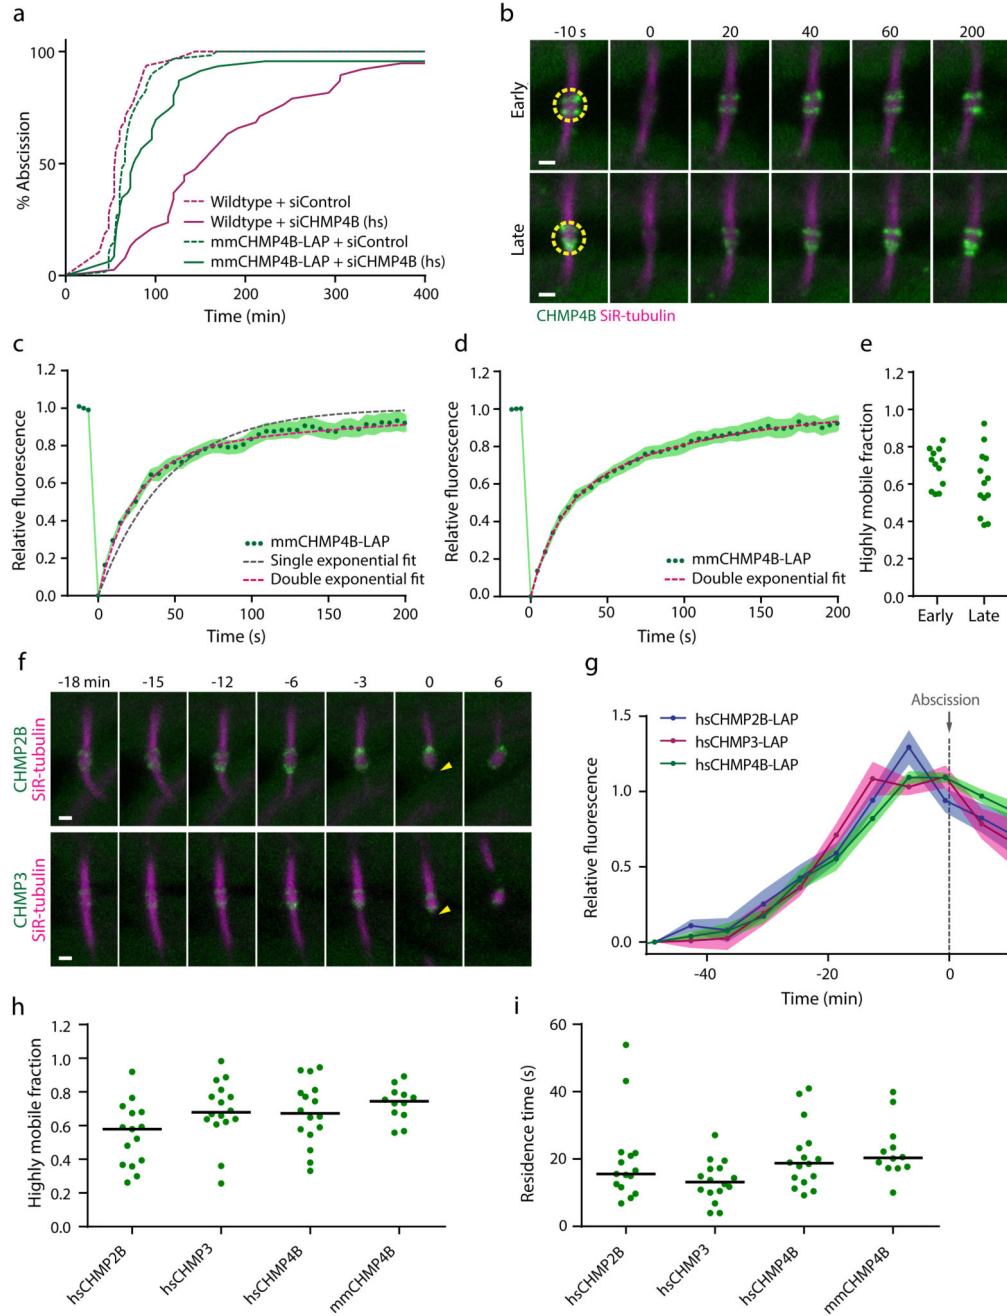 a
100
50
0
% Abscission
Wildtype + siControl
Wildtype + siCHMP4B (hs)
mmCHMP4B-LAP + siControl
mmCHMP4B-LAP + siCHMP4B (hs)
0 100 200 300 400
Time (min)
b
-10 s 0 20 40 60 200
Early
Late
CHMP4B SiR-tubulin
c
1.2
1.0
0.8
0.6
0.4
0.2
0.0
Relative fluorescence
mmCHMP4B-LAP
Single exponential fit
Double exponential fit
0 50 100 150 200
Time (s)
d
1.2
1.0
0.8
0.6
0.4
0.2
0.0
Relative fluorescence
mmCHMP4B-LAP
Double exponential fit
0 50 100 150 200
Time (s)
e
1.2
1.0
0.8
0.6
0.4
0.2
0.0
Highly mobile fraction
Early Late
f
-18 min -15 -12 -6 -3 0 6
CHMP2B
SiR-tubulin
CHMP3
SiR-tubulin
g
Abscission
1.5
1.0
0.5
0.0
Relative fluorescence
hsCHMP2B-LAP
hsCHMP3-LAP
hsCHMP4B-LAP
-40 -20 0
Time (min)
h
1.2
1.0
0.8
0.6
0.4
0.2
0.0
Highly mobile fraction
hsCHMP2B
hsCHMP3
hsCHMP4B
mmCHMP4B
i
60
40
20
0
Residence time (s)
hsCHMP2B
hsCHMP3
hsCHMP4B
mmCHMP4B